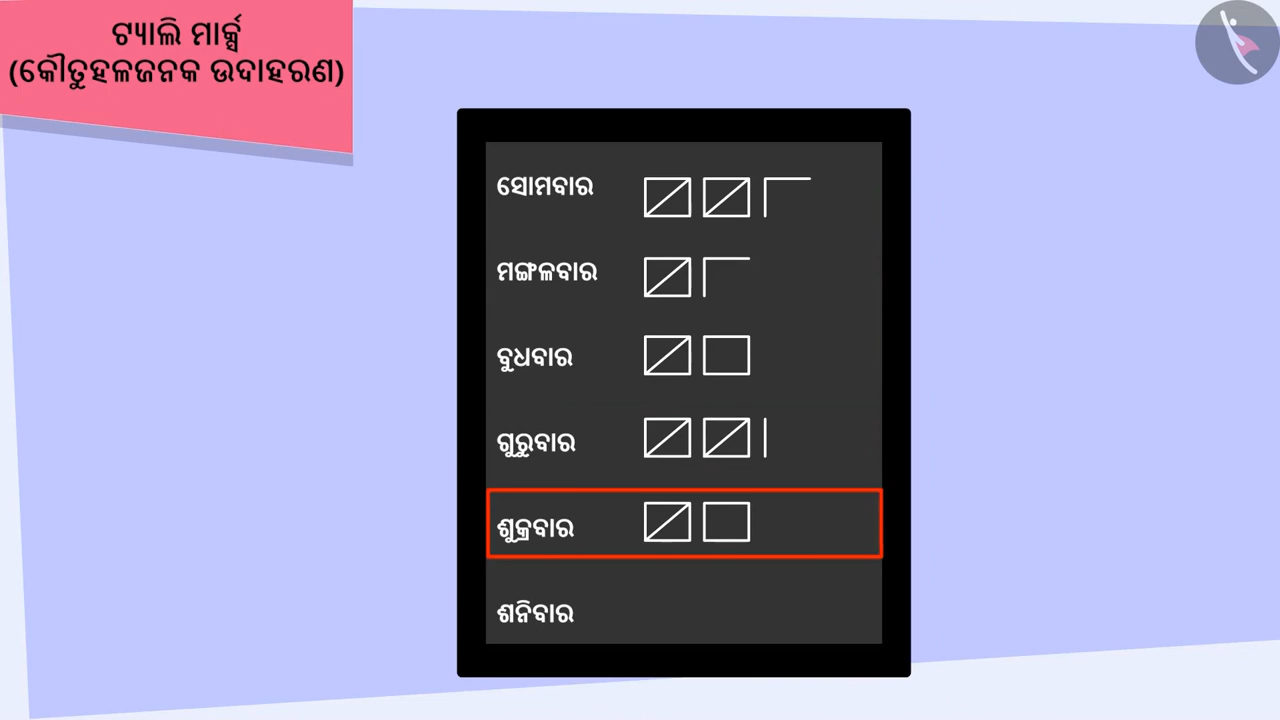 ଟ୍ୟାଲି ମାର୍କ୍ସ
(କୌତୁହଳଜନକ ଉଦାହରଣ)
ସୋମବାର
ମଙ୍ଗଳବାର
ବୁଧବାର
ଗୁରୁବାର
ଶୁକ୍ରବାର
ଶନିବାର